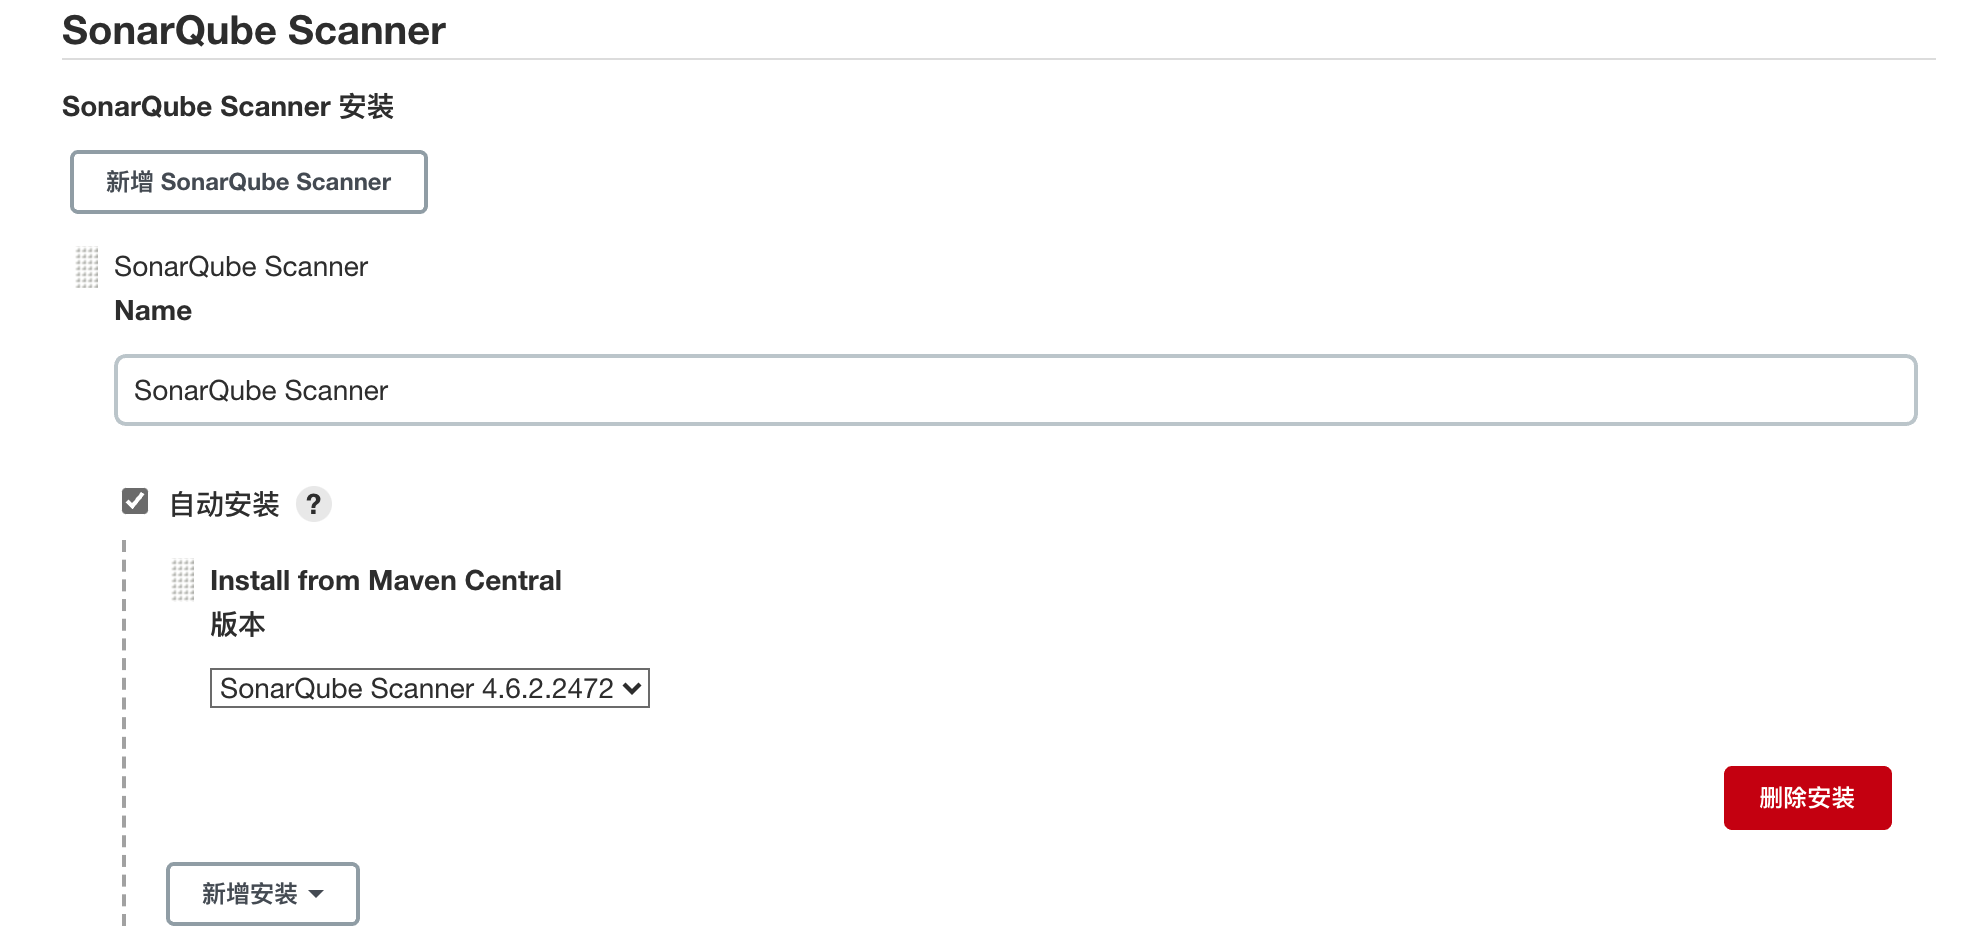 SonarQube Scanner
SonarQube Scanner 安装
新增 SonarQube Scanner
SonarQube Scanner
Name
SonarQube Scanner
自动安装 ?
Install from Maven Central
版本
SonarQube Scanner 4.6.2.2472
删除安装
新增安装